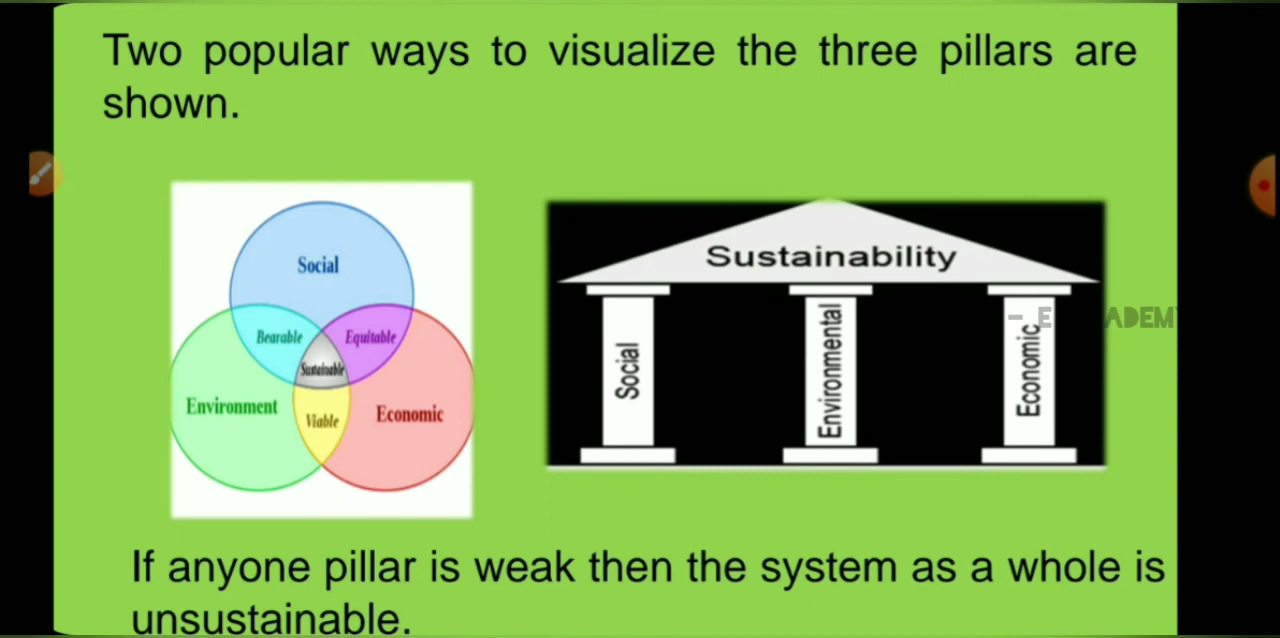 Two popular ways to visualize the three pillars are
shown.
Social
Bearable
Equitable
Sustainable
Environment
Viable
Economic
Sustainability
Social
Environmental
Economic
If anyone pillar is weak then the system as a whole is
unsustainable.